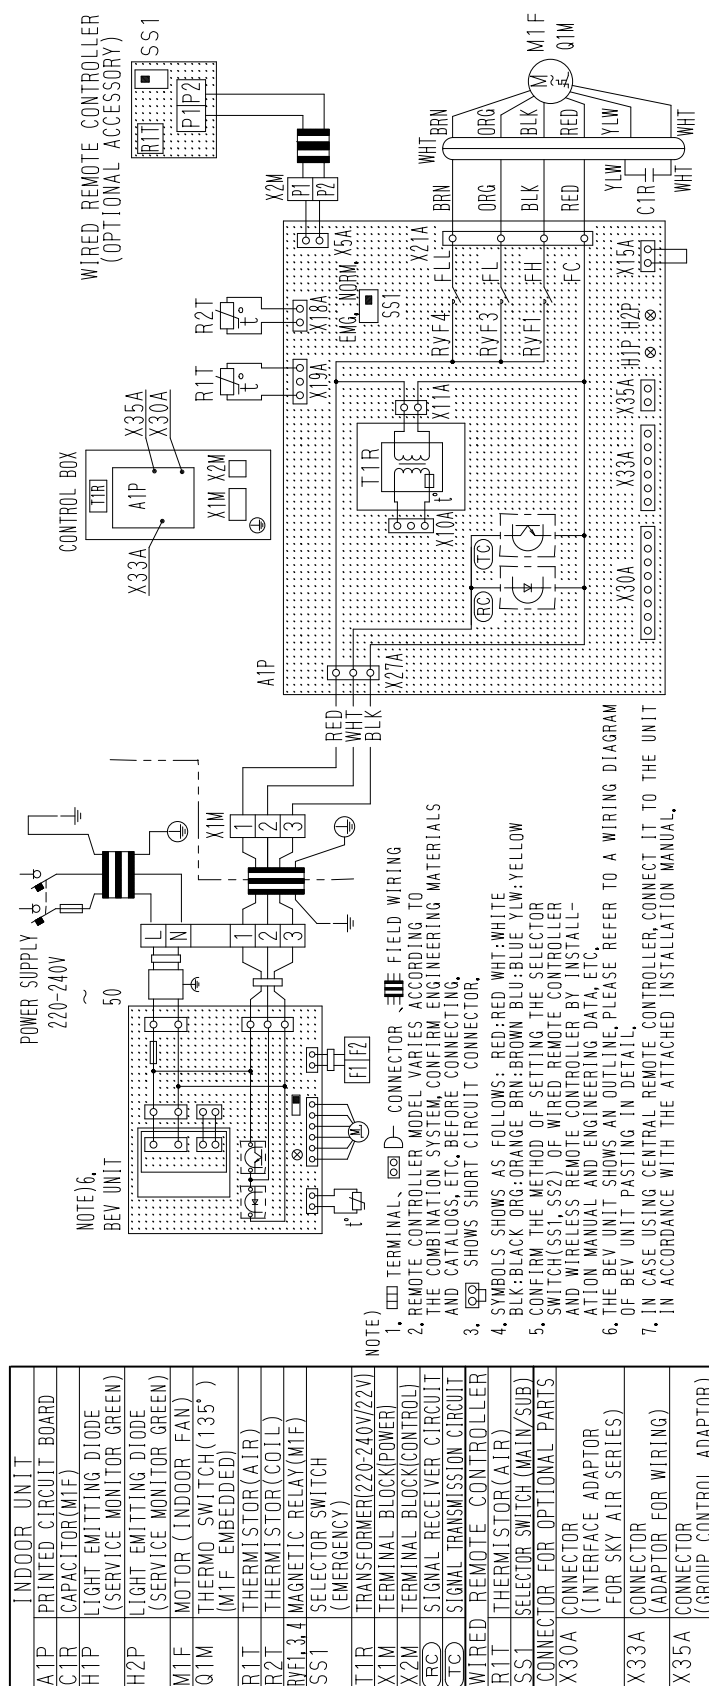 WIRED REMOTE CONTROLLER
(OPTIONAL ACCESSORY)
SS1
R1T
P1 P2
X2M
P1 P2
M1F
Q1M
M
WHT
BRN
ORG
BLK
RED
YLW
WHT
BRN
ORG
BLK
RED
YLW
C1R
WHT
X5A
X21A
X15A
R2T
t°
X18A
R1T
t°
X19A
EMG. NORM.
SS1
RyF4
FLL
RyF3
FL
RyF1
FH
FC
H1P H2P
X35A
X33A
X30A
T1R
X11A
X10A
t°
TC
RC
A1P
X27A
CONTROL BOX
T1R
A1P
X1M X2M
X35A
X30A
X33A
RED
WHT
BLK
POWER SUPPLY
220-240V
~
50
L
N
1
2
3
X1M
1
2
3
NOTE)6.
BEV UNIT
F1 F2
M
t°
NOTE)
1. TERMINAL、 CONNECTOR 、 FIELD WIRING
2. REMOTE CONTROLLER MODEL VARIES ACCORDING TO
THE COMBINATION SYSTEM,CONFIRM ENGINEERING MATERIALS
AND CATALOGS,ETC.BEFORE CONNECTING.
3. SHOWS SHORT CIRCUIT CONNECTOR.
4. SYMBOLS SHOWS AS FOLLOWS: RED:RED WHT:WHITE
BLK:BLACK ORG:ORANGE BRN:BROWN BLU:BLUE YLW:YELLOW
5. CONFIRM THE METHOD OF SETTING THE SELECTOR
SWITCH(SS1,SS2) OF WIRED REMOTE CONTROLLER
AND WIRELESS REMOTE CONTROLLER BY INSTALL-
ATION MANUAL AND ENGINEERING DATA, ETC.
6. THE BEV UNIT SHOWS AN OUTLINE,PLEASE REFER TO A WIRING DIAGRAM
OF BEV UNIT PASTING IN DETAIL.
7. IN CASE USING CENTRAL REMOTE CONTROLLER,CONNECT IT TO THE UNIT
IN ACCORDANCE WITH THE ATTACHED INSTALLATION MANUAL.
INDOOR UNIT
A1P PRINTED CIRCUIT BOARD
C1R CAPACITOR(M1F)
H1P LIGHT EMITTING DIODE
(SERVICE MONITOR GREEN)
H2P LIGHT EMITTING DIODE
(SERVICE MONITOR GREEN)
M1F MOTOR(INDOOR FAN)
Q1M THERMO SWITCH(135°)
(M1F EMBEDDED)
R1T THERMISTOR(AIR)
R2T THERMISTOR(COIL)
RyF1.3.4 MAGNETIC RELAY(M1F)
SS1 SELECTOR SWITCH
(EMERGENCY)
T1R TRANSFORMER(220-240V/22V)
X1M TERMINAL BLOCK(POWER)
X2M TERMINAL BLOCK(CONTROL)
RC SIGNAL RECEIVER CIRCUIT
TC SIGNAL TRANSMISSION CIRCUIT
WIRED REMOTE CONTROLLER
R1T THERMISTOR(AIR)
SS1 SELECTOR SWITCH (MAIN/SUB)
CONNECTOR FOR OPTIONAL PARTS
X30A CONNECTOR
(INTERFACE ADAPTOR
FOR SKY AIR SERIES)
X33A CONNECTOR
(ADAPTOR FOR WIRING)
X35A CONNECTOR
(GROUP CONTROL ADAPTOR)